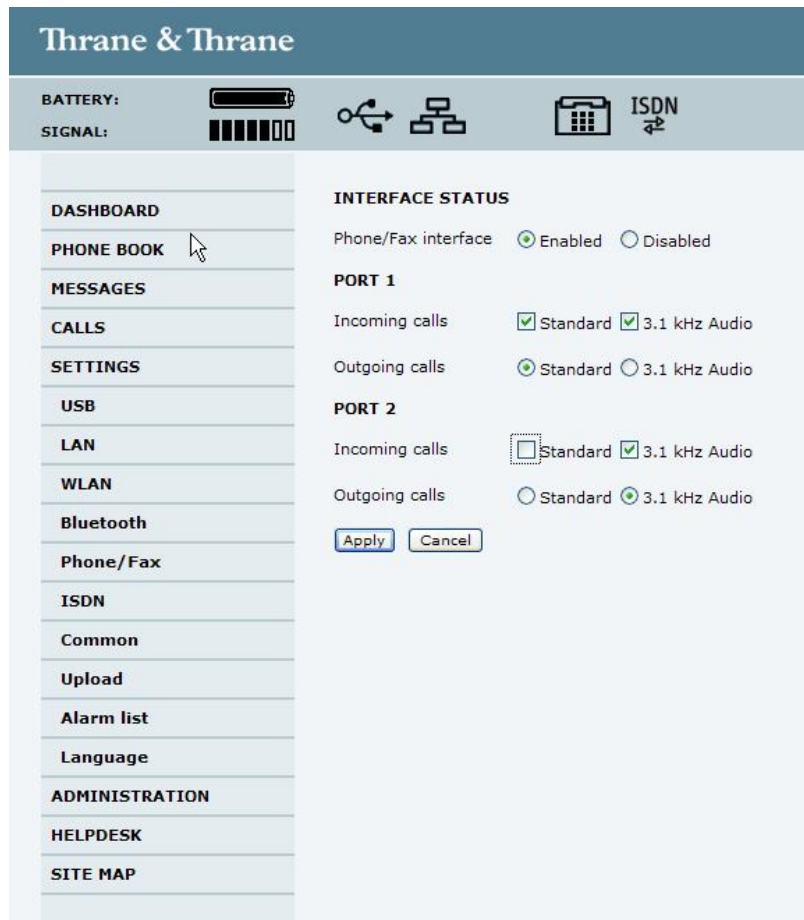 Thrane & Thrane
BATTERY:
SIGNAL:
ISDN
DASHBOARD
PHONE BOOK
MESSAGES
CALLS
SETTINGS
USB
LAN
WLAN
Bluetooth
Phone/Fax
ISDN
Common
Upload
Alarm list
Language
ADMINISTRATION
HELPDESK
SITE MAP
INTERFACE STATUS
Phone/Fax interface Enabled Disabled
PORT 1
Incoming calls Standard 3.1 kHz Audio
Outgoing calls Standard 3.1 kHz Audio
PORT 2
Incoming calls Standard 3.1 kHz Audio
Outgoing calls Standard 3.1 kHz Audio
Apply Cancel